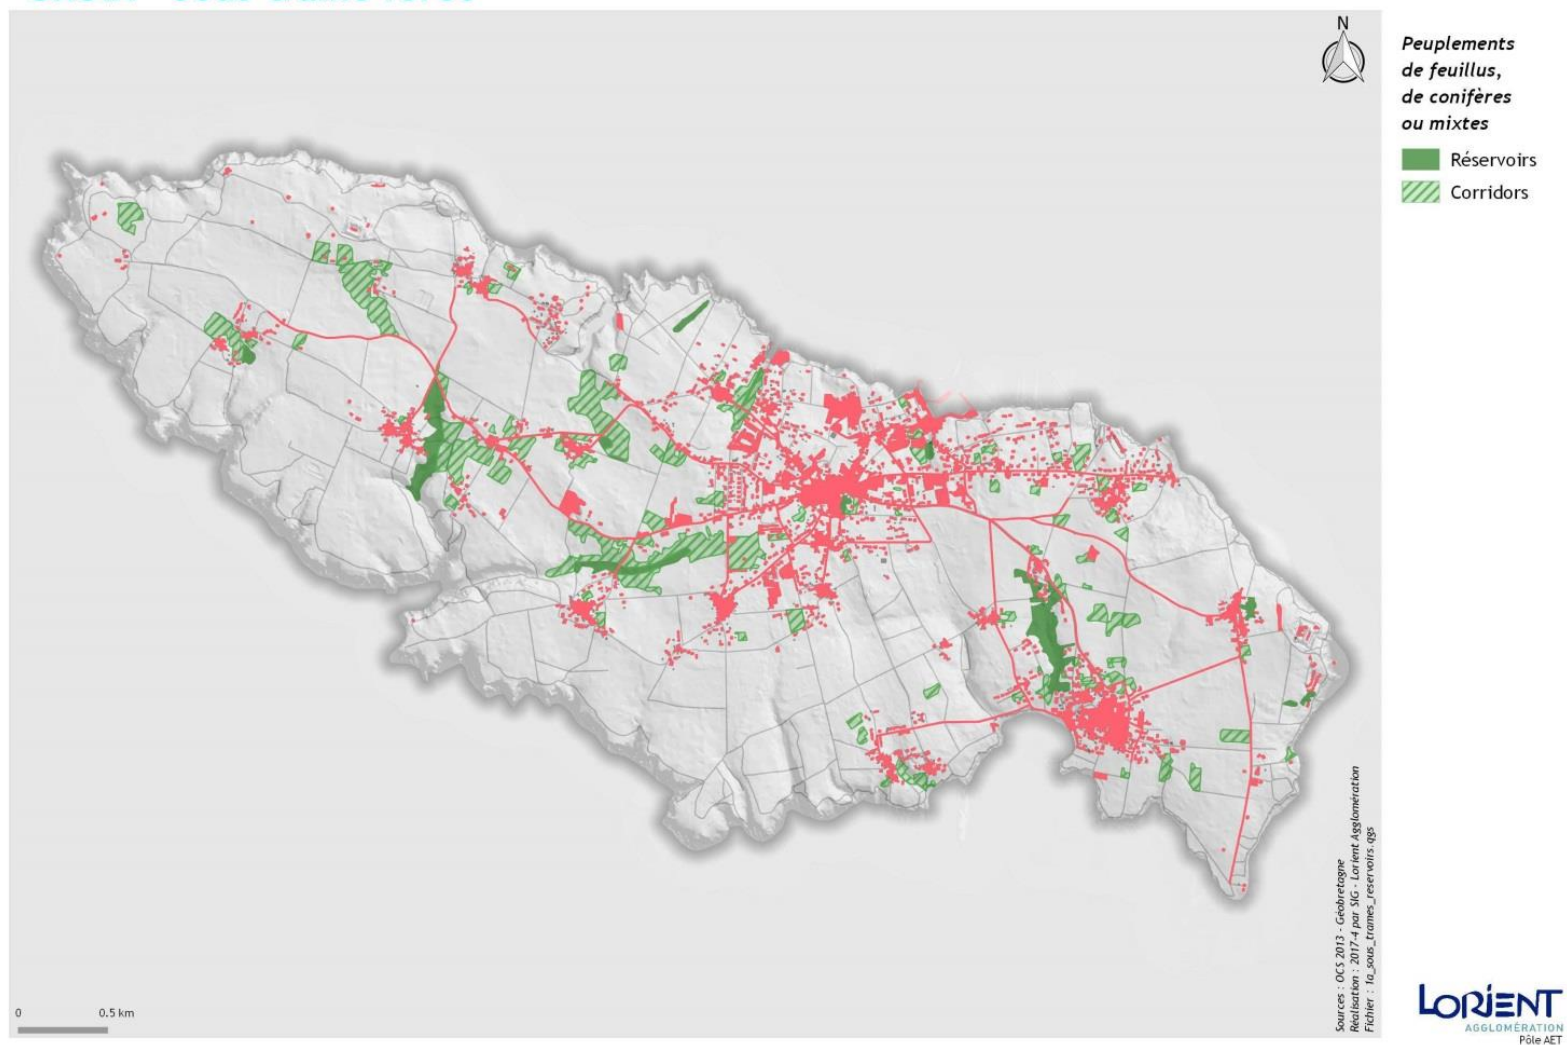 N
Peuplements
de feuillus,
de conifères
ou mixtes
Réservoirs
Corridors
Sources : OCS 2013 - Géobretagne
Réalisation : 2017-4 par SIG - Lorient Agglomération
Fichier : 1a_sous_trames_reservoirs.qgs
0 0.5 km
LORIENT
AGGLOMÉRATION
Pôle AET